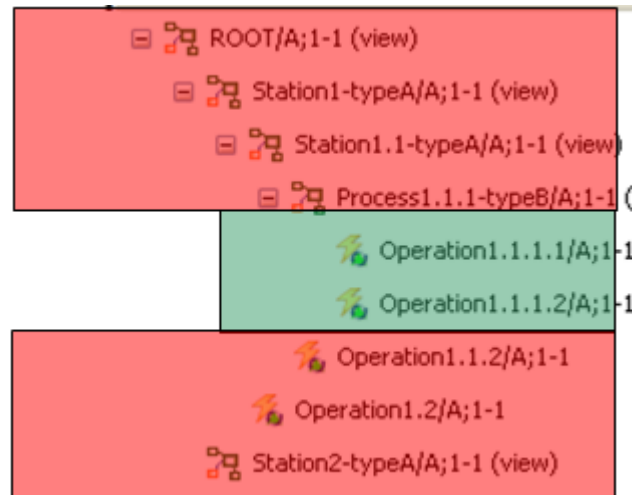 ROOT/A;1-1 (view)
Station1-typeA/A;1-1 (view)
Station1.1-typeA/A;1-1 (view)
Process1.1.1-typeB/A;1-1 (
Operation1.1.1.1/A;1-1
Operation1.1.1.2/A;1-1
Operation1.1.2/A;1-1
Operation1.2/A;1-1
Station2-typeA/A;1-1 (view)